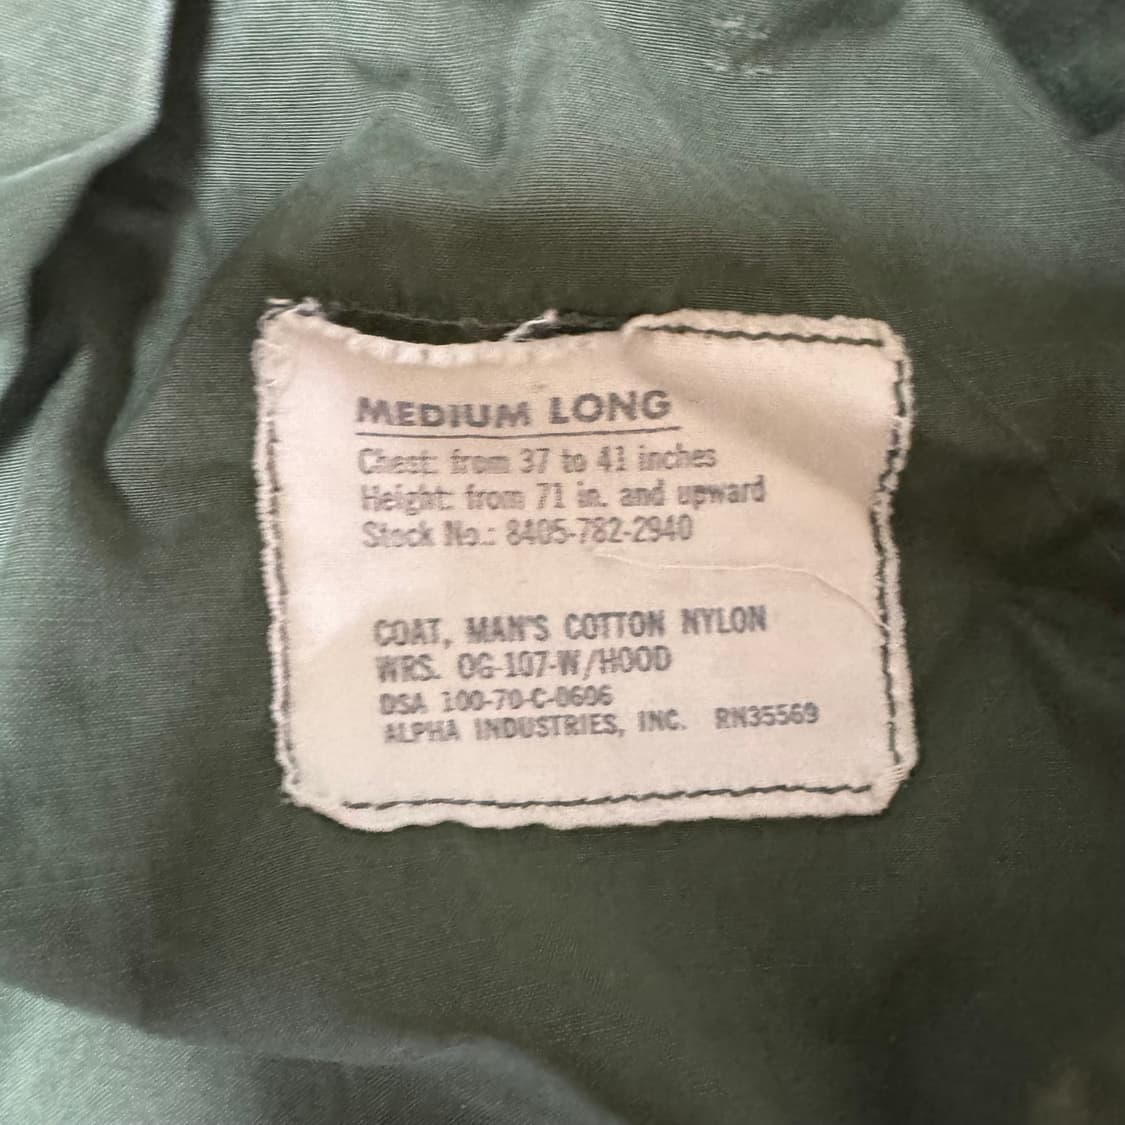 MEDIUM LONG
Chest: from 37 to 41 inches
Height: from 71 in. and upward
Stock No.: 8405-782-2940
COAT, MAN'S COTTON NYLON
WRS. OG-107-W/HOOD
DSA 100-70-C-0606
ALPHA INDUSTRIES, INC. RN35569